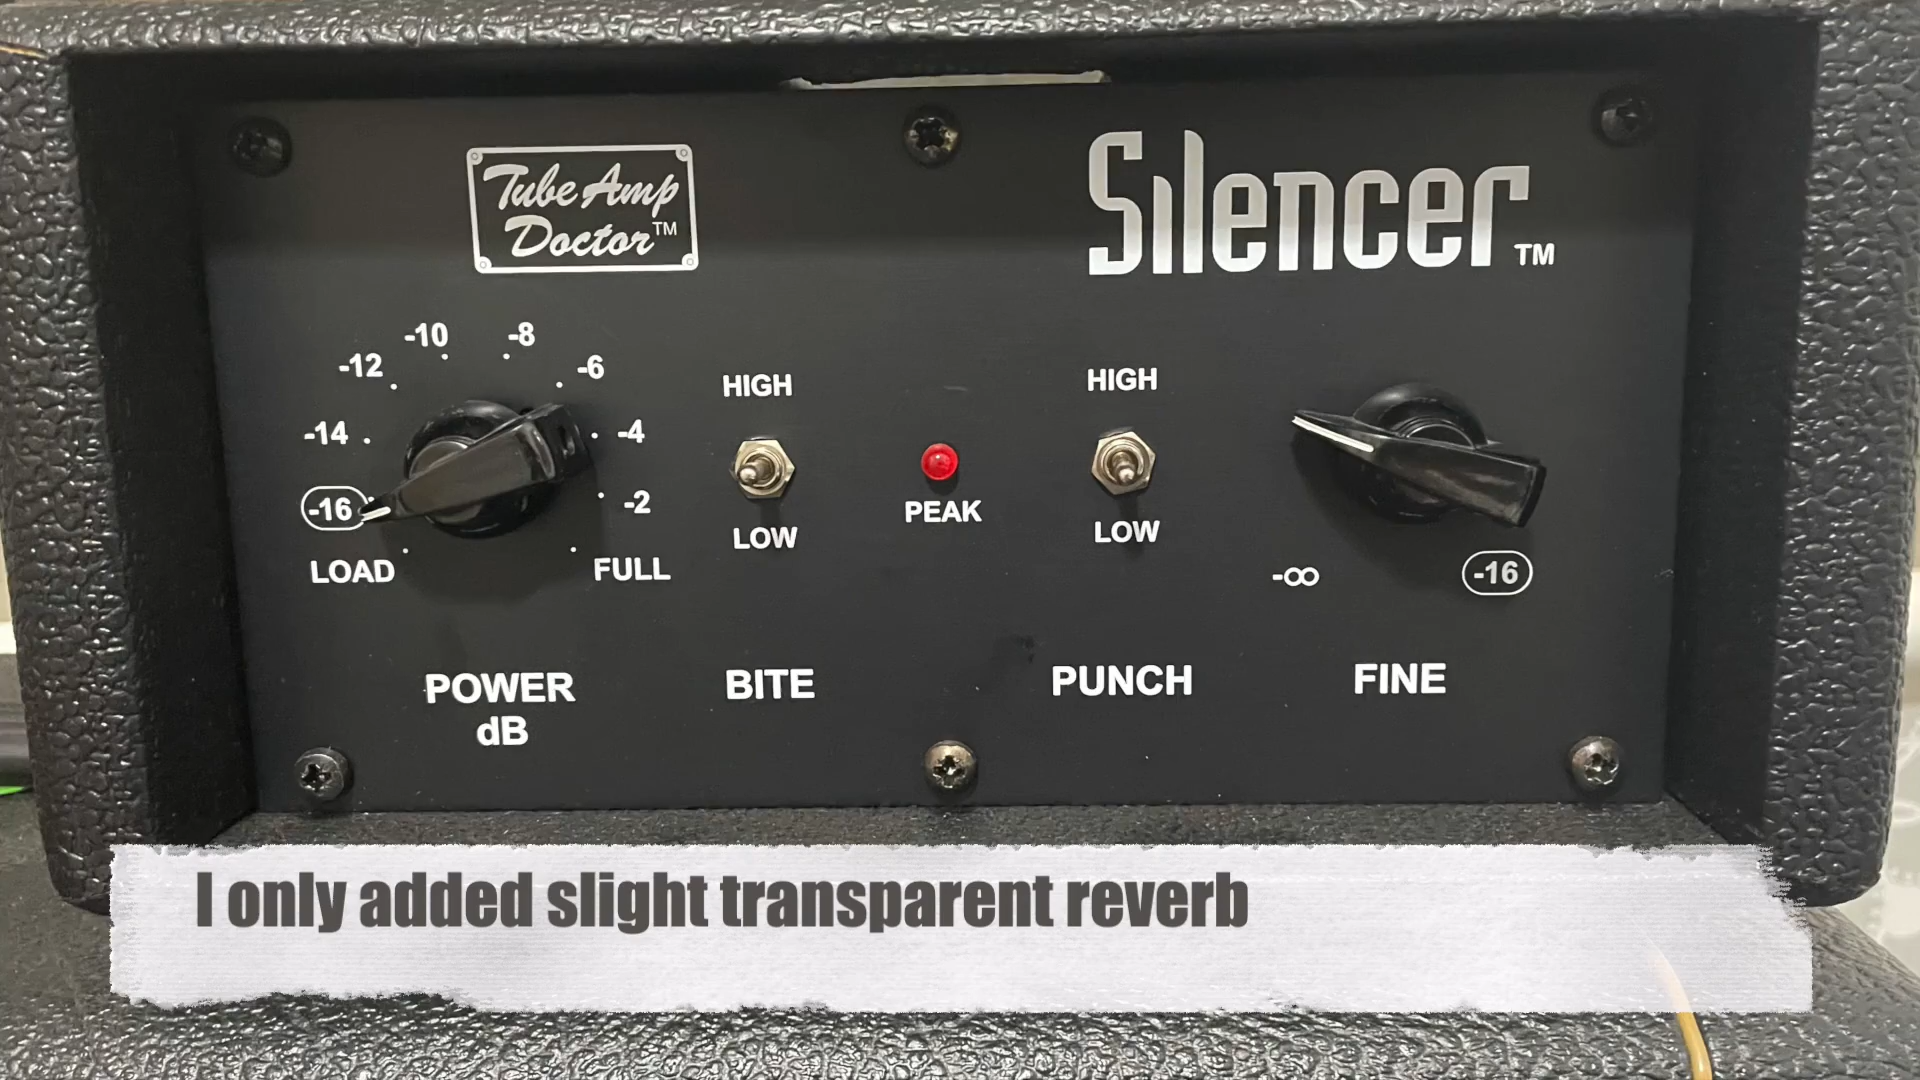 Tube Amp
Doctor™
Silencer™
-10
-8
-12
-6
-14
-4
-16
-2
LOAD
FULL
POWER
dB
HIGH
LOW
BITE
PEAK
HIGH
LOW
PUNCH
-∞
-16
FINE
I only added slight transparent reverb